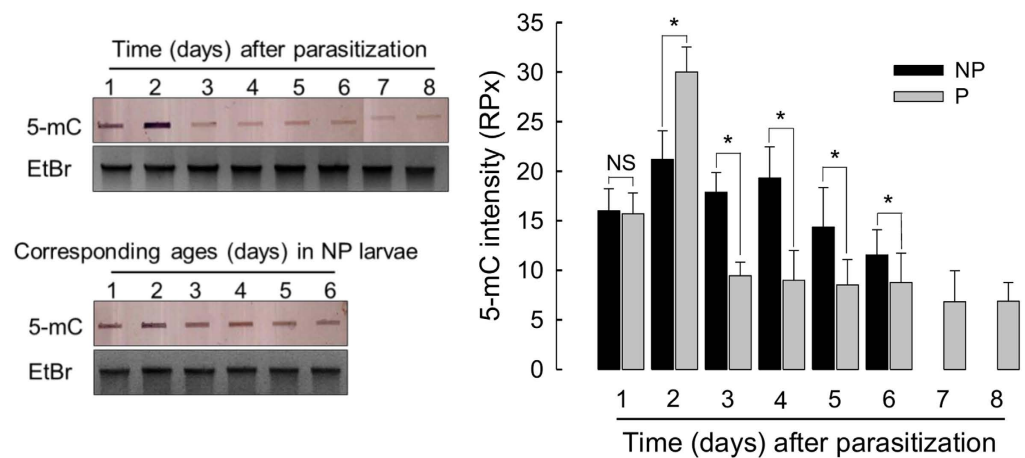 Time (days) after parasitization
1 2 3 4 5 6 7 8
5-mC
EtBr
Corresponding ages (days) in NP larvae
1 2 3 4 5 6
5-mC
EtBr
5-mC intensity (RPx)
35
30
25
20
15
10
5
0
NS
*
*
*
*
*
NP
P
1 2 3 4 5 6 7 8
Time (days) after parasitization